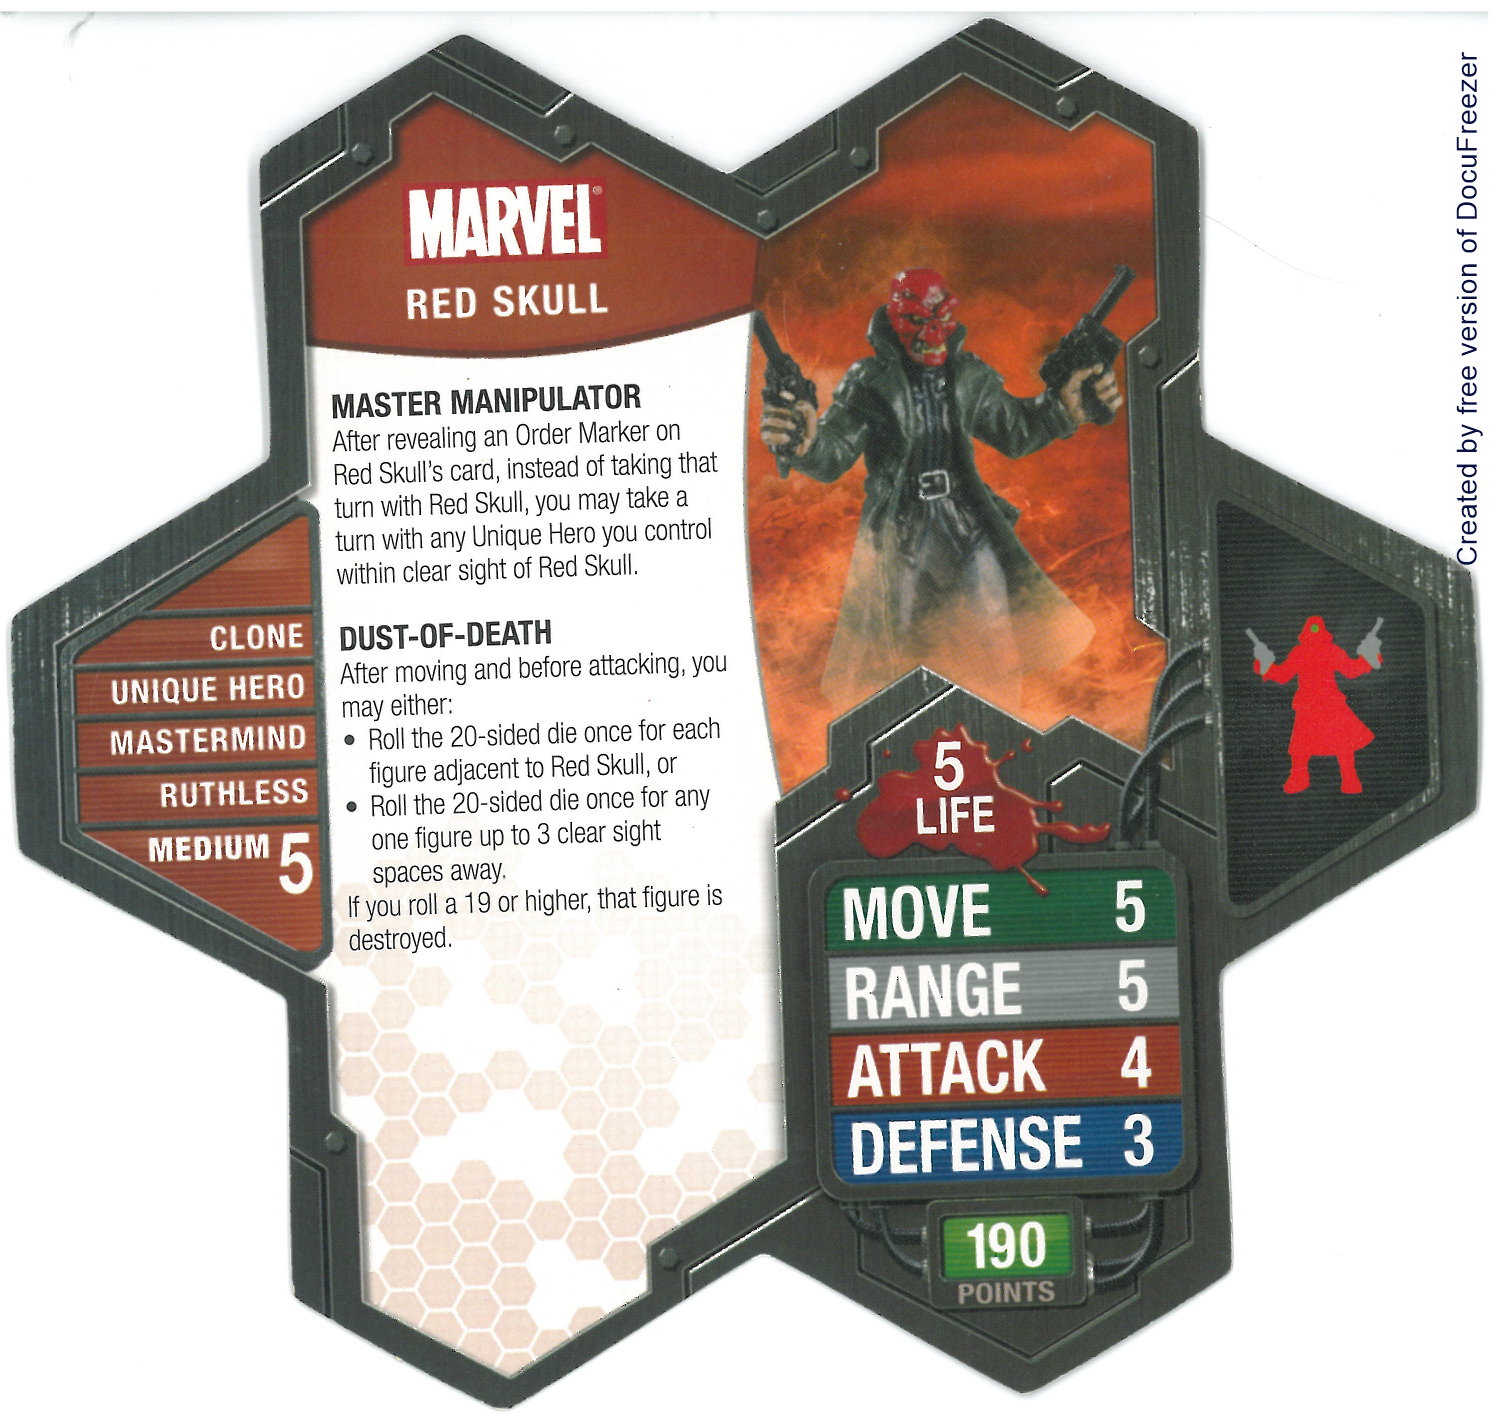 MARVEL®
RED SKULL
MASTER MANIPULATOR
After revealing an Order Marker on
Red Skull's card, instead of taking that
turn with Red Skull, you may take a
turn with any Unique Hero you control
within clear sight of Red Skull.
DUST-OF-DEATH
After moving and before attacking, you
may either:
• Roll the 20-sided die once for each
figure adjacent to Red Skull, or
• Roll the 20-sided die once for any
one figure up to 3 clear sight
spaces away.
If you roll a 19 or higher, that figure is
destroyed.
CLONE
UNIQUE HERO
MASTERMIND
RUTHLESS
MEDIUM 5
5
LIFE
MOVE 5
RANGE 5
ATTACK 4
DEFENSE 3
190
POINTS
Created by free version of DocuFreezer